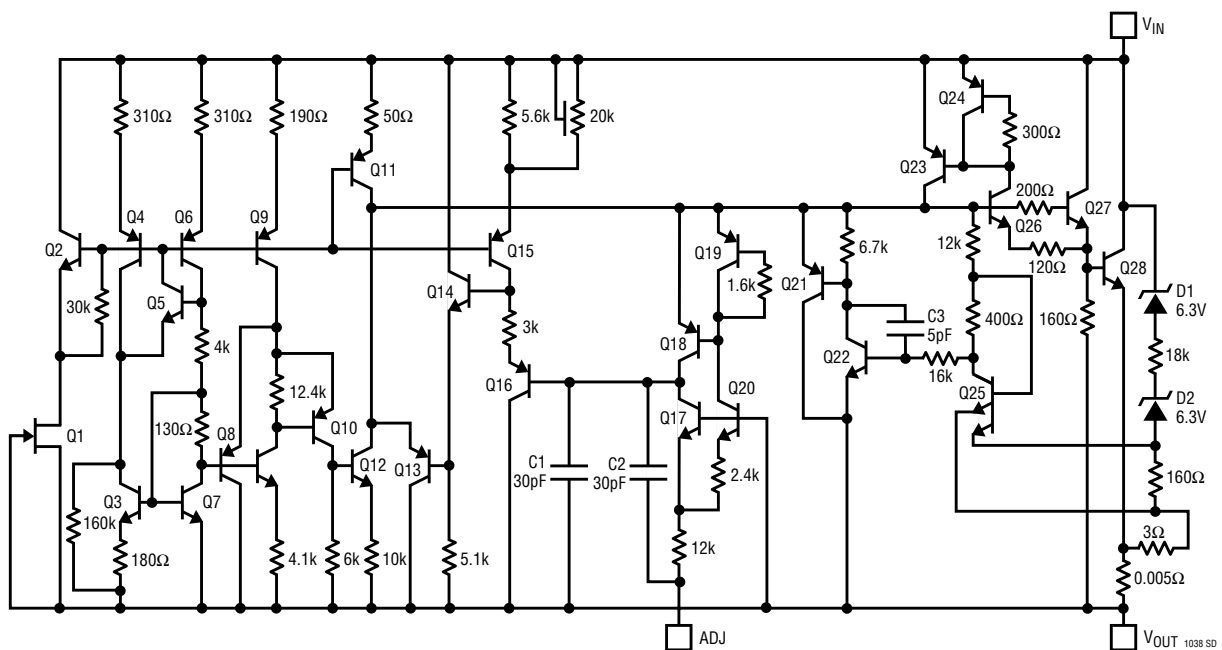 VIN
310Ω
310Ω
190Ω
50Ω
5.6k
20k
Q24
300Ω
Q11
Q23
200Ω
Q4
Q6
Q9
Q26
Q27
Q2
Q15
Q19
6.7k
12k
120Ω
Q28
Q5
Q14
1.6k
Q21
D1
6.3V
30k
C3
5pF
400Ω
160Ω
4k
3k
Q18
Q22
18k
Q16
16k
12.4k
Q20
Q25
D2
6.3V
Q1
130Ω
Q8
Q10
Q17
Q12
Q13
C1
30pF
C2
30pF
2.4k
160Ω
Q3
Q7
160k
3Ω
180Ω
4.1k
6k
10k
5.1k
12k
0.005Ω
ADJ
VOUT 1038 SD